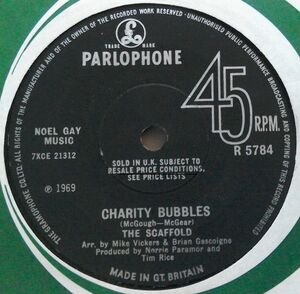 THE GRAMOPHONE CO. LTD. ALL RIGHTS OF THE MANUFACTURER AND OF THE OWNER OF THE RECORDED WORK RESERVED · UNAUTHORISED PUBLIC PERFORMANCE BROADCASTING AND COPYING OF THIS RECORD PROHIBITED
TRADE MARK
PARLOPHONE
45
R.P.M.
NOEL GAY
MUSIC
7XCE 21312
R 5784
SOLD IN U.K. SUBJECT TO
RESALE PRICE CONDITIONS,
SEE PRICE LISTS
℗ 1969
CHARITY BUBBLES
(McGough—McGear)
THE SCAFFOLD
Arr. by Mike Vickers & Brian Gascoigne
Produced by Norrie Paramor and
Tim Rice
MADE IN GT. BRITAIN